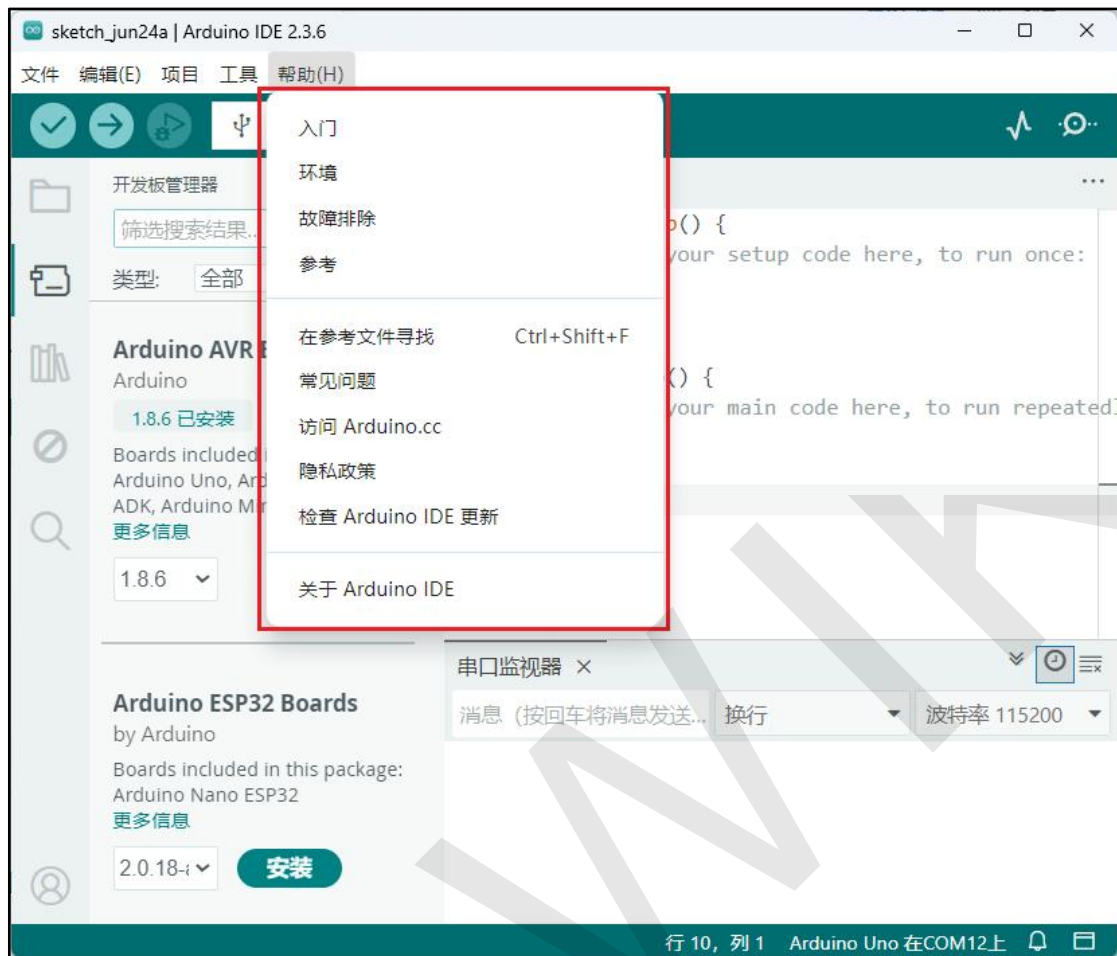 sketch_jun24a | Arduino IDE 2.3.6
文件 编辑(E) 项目 工具 帮助(H)
入门
环境
故障排除
参考
在参考文件寻找 Ctrl+Shift+F
常见问题
访问 Arduino.cc
隐私政策
检查 Arduino IDE 更新
关于 Arduino IDE
开发板管理器
筛选搜索结果..
类型: 全部
Arduino AVR
Arduino
1.8.6 已安装
Boards included
Arduino Uno,
ADK, Arduino
更多信息
1.8.6
Arduino ESP32 Boards
by Arduino
Boards included in this package:
Arduino Nano ESP32
更多信息
2.0.18-
安装
() {
your setup code here, to run once:
() {
your main code here, to run
串口监视器
消息（按回车将消息发送... 换行 波特率 115200
行 10，列 1 Arduino Uno 在COM12上